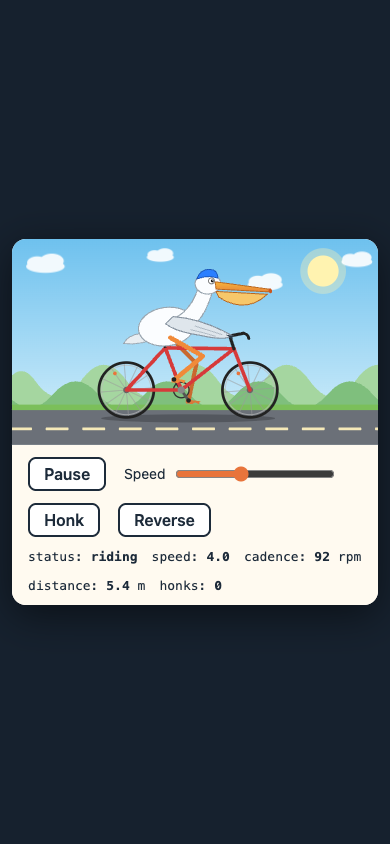 Pause Speed
Honk Reverse
status: riding speed: 4.0 cadence: 92 rpm
distance: 5.4 m honks: 0